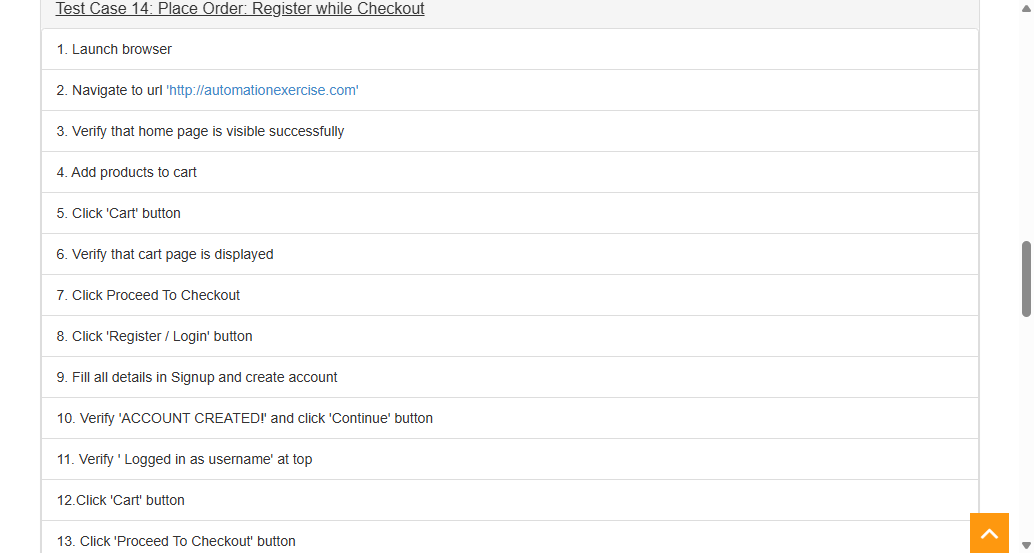 Test Case 14: Place Order: Register while Checkout
1. Launch browser
2. Navigate to url 'http://automationexercise.com'
3. Verify that home page is visible successfully
4. Add products to cart
5. Click 'Cart' button
6. Verify that cart page is displayed
7. Click Proceed To Checkout
8. Click 'Register / Login' button
9. Fill all details in Signup and create account
10. Verify 'ACCOUNT CREATED!' and click 'Continue' button
11. Verify ' Logged in as username' at top
12.Click 'Cart' button
13. Click 'Proceed To Checkout' button